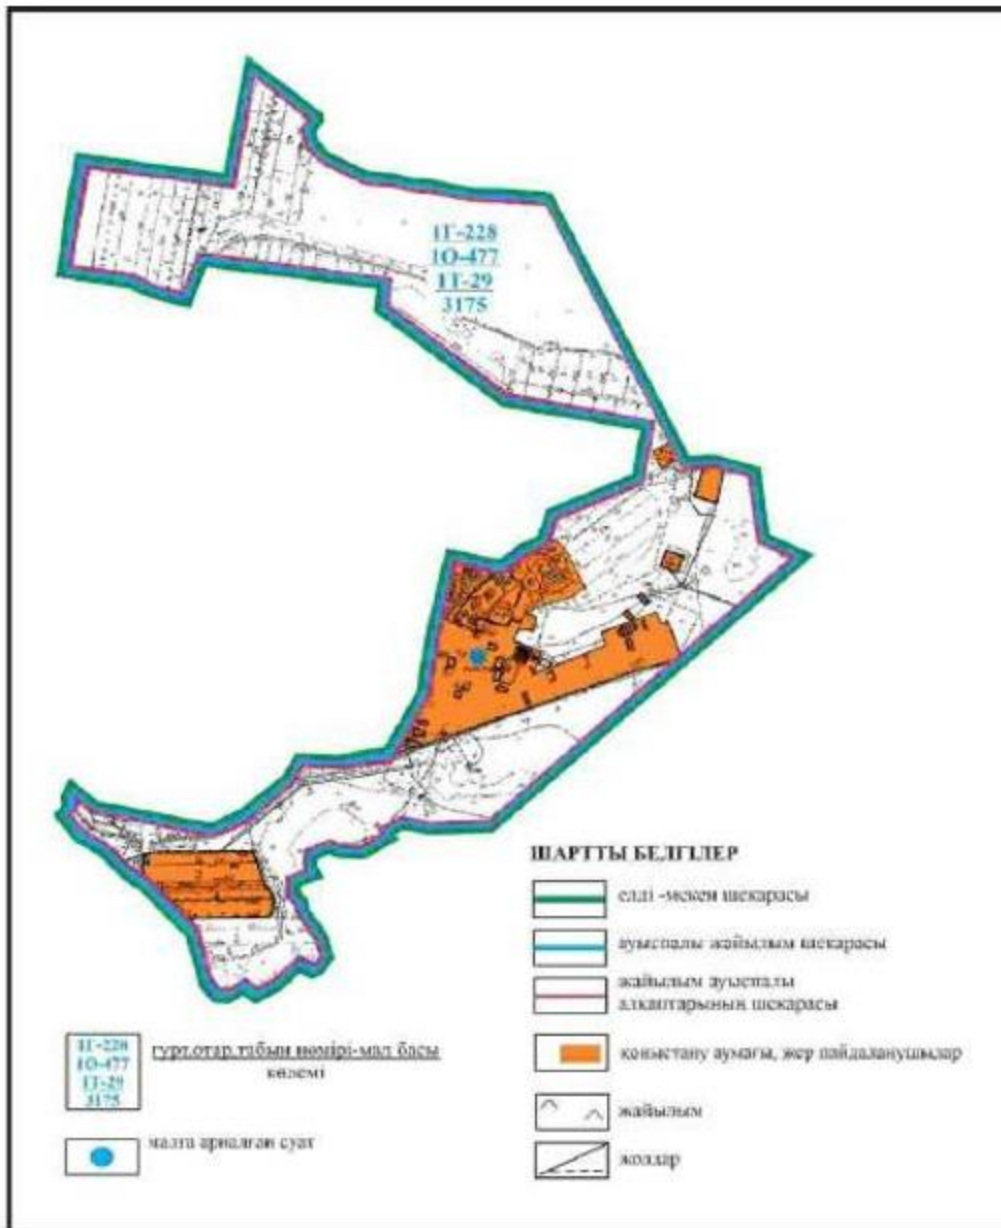 1Г-228
1О-477
1Т-29
3175
ШАРТТЫ БЕЛГІЛЕР
елді -мекен шекарасы
ауыспалы жайылым шекарасы
жайылым ауыспалы
алқаптарының шекарасы
қоныстану аумағы, жер пайдаланушылар
жайылым
жолдар
1Г-228
1О-477
1Т-29
3175
гурт,отар,табын нөмірі-мал басы
көлемі
малға арналған суат